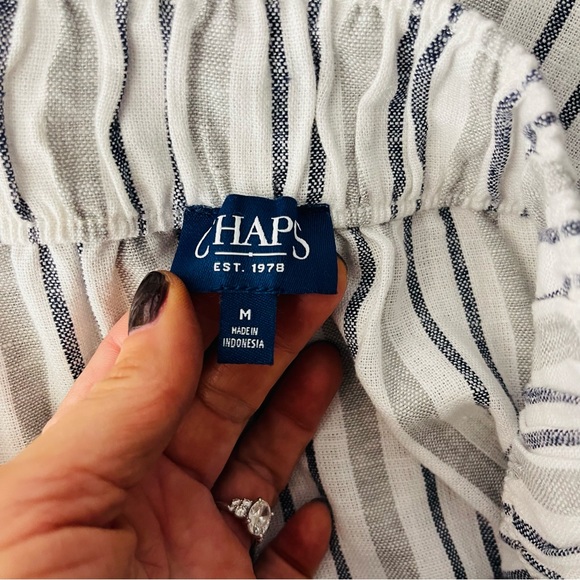 CHAPS
EST. 1978
M
MADE IN
INDONESIA